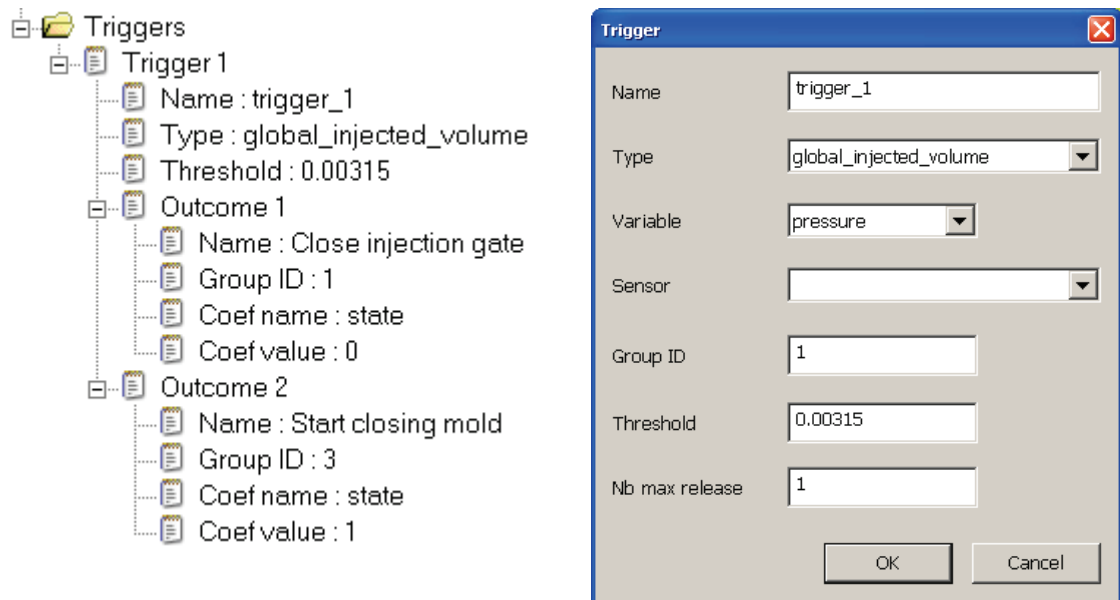 Triggers
Trigger 1
Name : trigger_1
Type : global_injected_volume
Threshold : 0.00315
Outcome 1
Name : Close injection gate
Group ID : 1
Coef name : state
Coef value : 0
Outcome 2
Name : Start closing mold
Group ID : 3
Coef name : state
Coef value : 1
Trigger
Name trigger_1
Type global_injected_volume
Variable pressure
Sensor
Group ID 1
Threshold 0.00315
Nb max release 1
OK Cancel